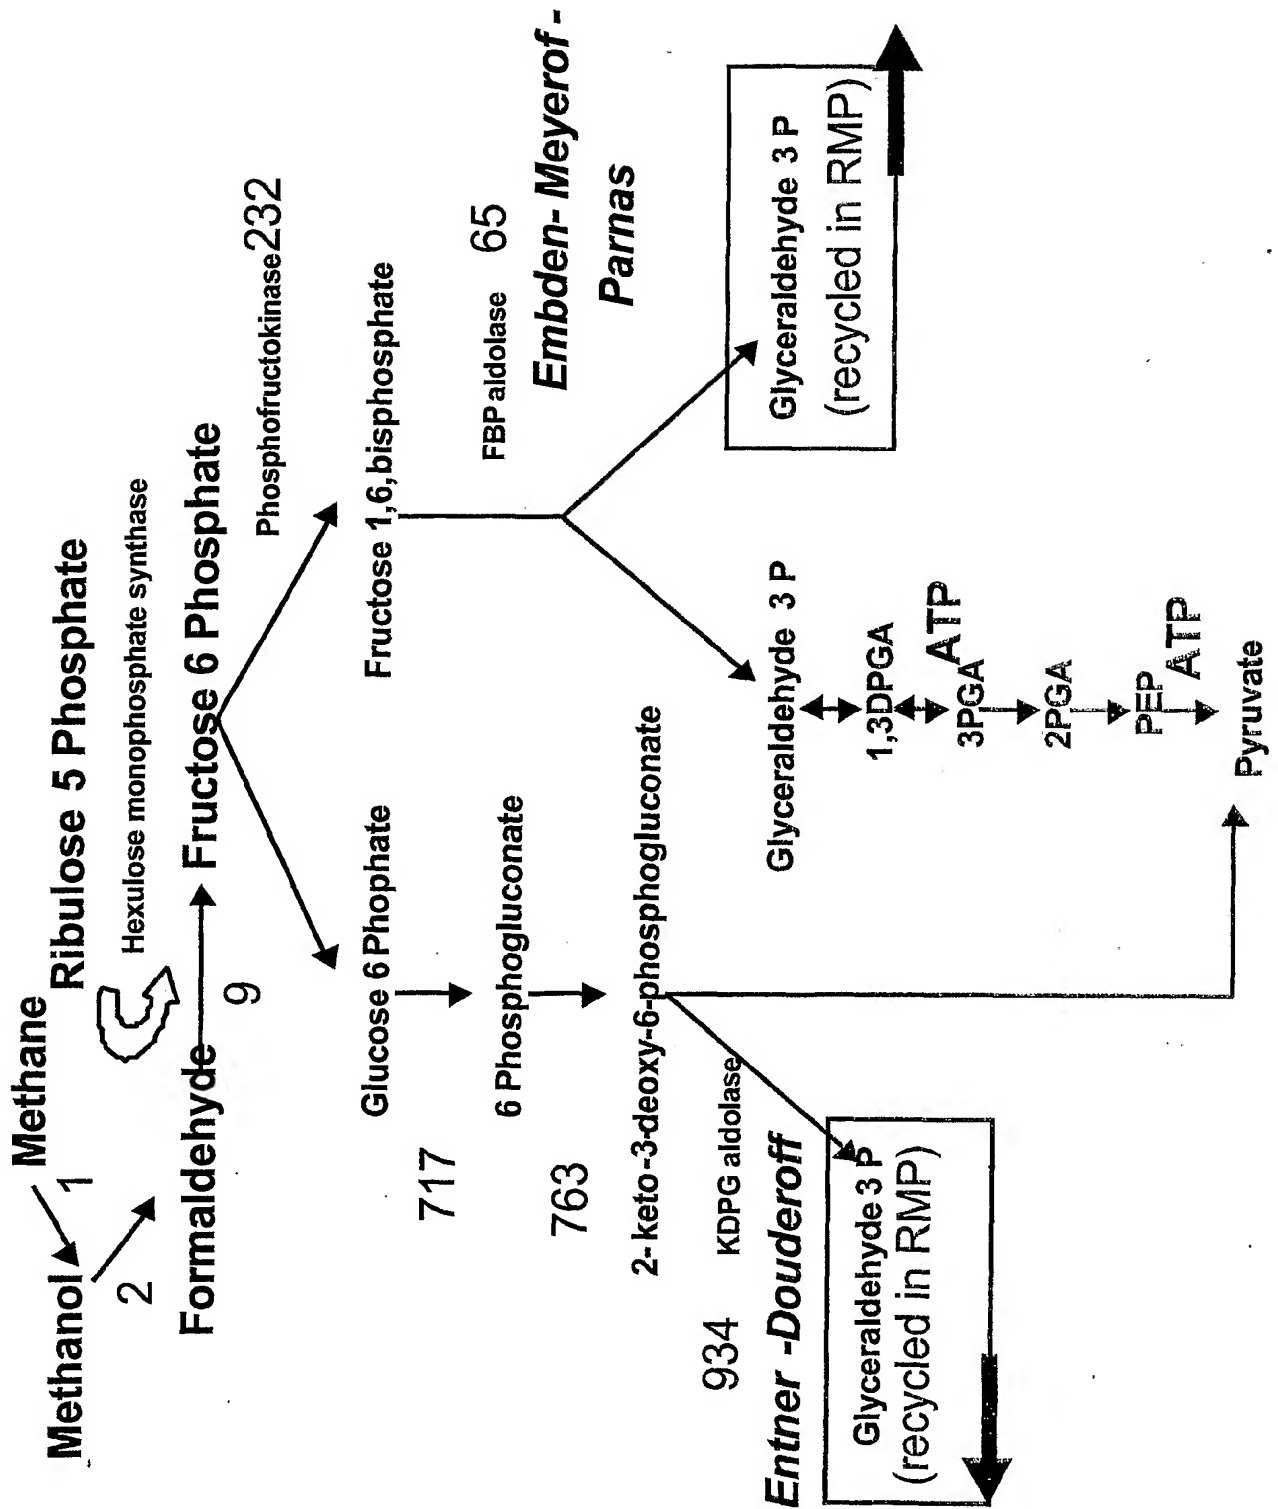 Methane
Methanol
1
2
Ribulose 5 Phosphate
Hexulose monophosphate synthase
Formaldehyde
9
Fructose 6 Phosphate
Phosphofructokinase 232
Glucose 6 Phophate
Fructose 1,6,bisphosphate
717
FBP aldolase 65
6 Phosphogluconate
Embden- Meyerof -
Parnas
763
2- keto -3-deoxy-6-phosphogluconate
934
KDPG aldolase
Entner -Douderoff
Glyceraldehyde 3 P
(recycled in RMP)
Glyceraldehyde 3 P
1,3DPGA
ATP
3PGA
2PGA
PEP
ATP
Pyruvate
Glyceraldehyde 3 P
(recycled in RMP)